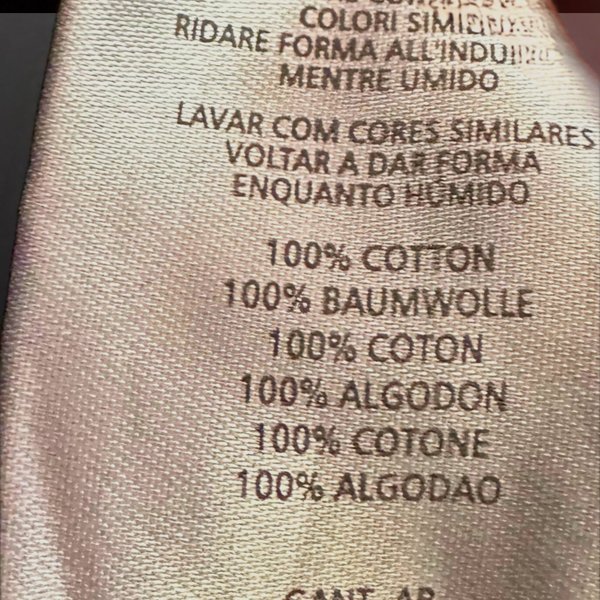 COLORI SIMILI
RIDARE FORMA ALL'INDU
MENTRE UMIDO
LAVAR COM CORES SIMILARES
VOLTAR A DAR FORMA
ENQUANTO HÚMIDO
100% COTTON
100% BAUMWOLLE
100% COTON
100% ALGODON
100% COTONE
100% ALGODAO